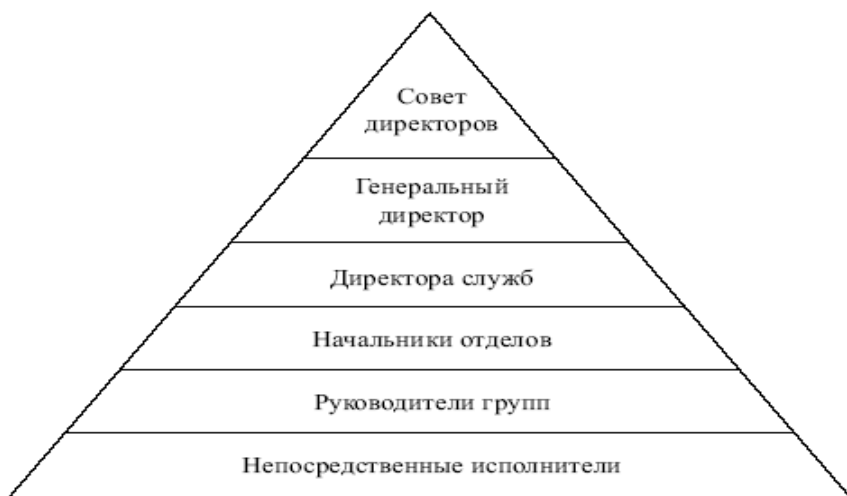 Совет
директоров
Генеральный
директор
Директора служб
Начальники отделов
Руководители групп
Непосредственные исполнители